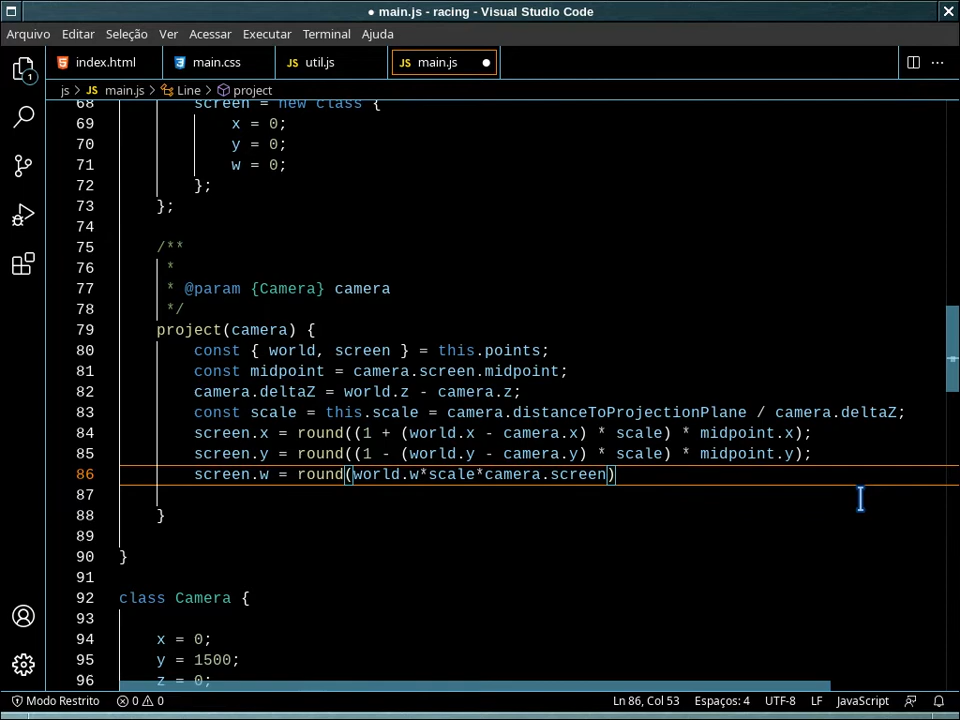 ● main.js - racing - Visual Studio Code
Arquivo Editar Seleção Ver Acessar Executar Terminal Ajuda
1
index.html
main.css
JS util.js
JS main.js ●
js > JS main.js > Line > project
68 screen = new class {
69 x = 0;
70 y = 0;
71 w = 0;
72 };
73 };
74
75 /**
76 *
77 * @param {Camera} camera
78 */
79 project(camera) {
80 const { world, screen } = this.points;
81 const midpoint = camera.screen.midpoint;
82 camera.deltaZ = world.z - camera.z;
83 const scale = this.scale = camera.distanceToProjectionPlane / camera.deltaZ;
84 screen.x = round((1 + (world.x - camera.x) * scale) * midpoint.x);
85 screen.y = round((1 - (world.y - camera.y) * scale) * midpoint.y);
86 screen.w = round(world.w*scale*camera.screen)
87
88 }
89
90 }
91
92 class Camera {
93
94 x = 0;
95 y = 1500;
96 z = 0;
Modo Restrito 0 0 Ln 86, Col 53 Espaços: 4 UTF-8 LF JavaScript